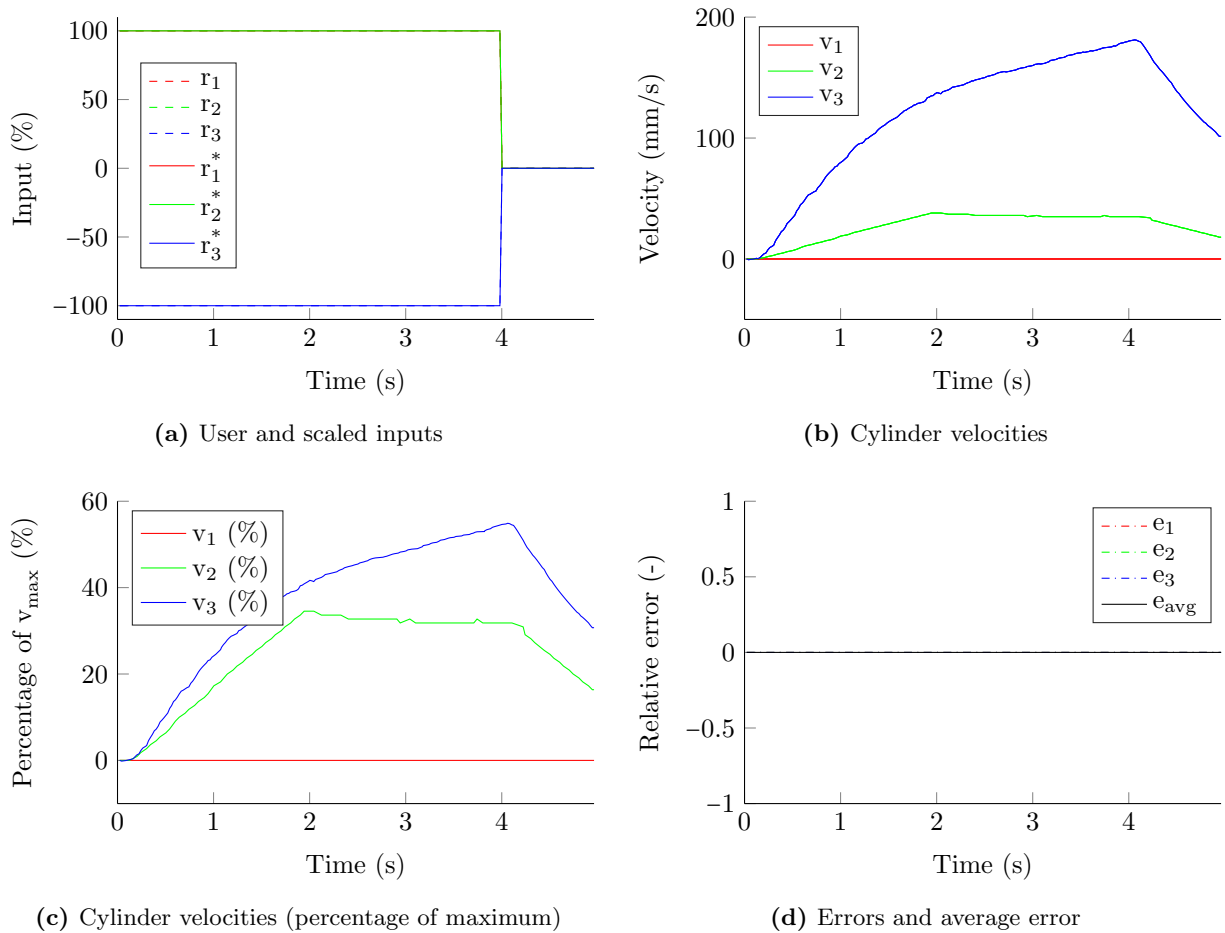 100
50
0
−50
−100
0
1
2
3
4
Input (%)
Time (s)
r1
r2
r3
r1*
r2*
r3*
(a) User and scaled inputs
200
100
0
0
1
2
3
4
Velocity (mm/s)
Time (s)
v1
v2
v3
(b) Cylinder velocities
60
40
20
0
0
1
2
3
4
Percentage of vmax (%)
Time (s)
v1 (%)
v2 (%)
v3 (%)
(c) Cylinder velocities (percentage of maximum)
1
0.5
0
−0.5
−1
0
1
2
3
4
Relative error (-)
Time (s)
e1
e2
e3
eavg
(d) Errors and average error